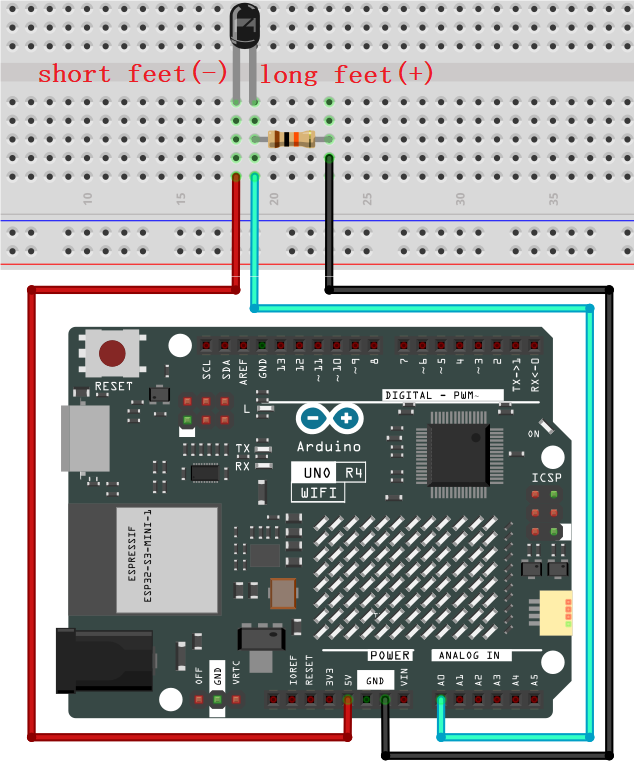 short feet(-) long feet(+)
10 15 20 25 30 35
RESET
SCL SDA AREF GND 13 12 ~11 ~10 ~9 8 7 ~6 ~5 4 ~3 2 TX->1 RX<-0
DIGITAL - PWM~
L
TX
RX
Arduino
ON
UNO R4
WIFI
ICSP
ESPRESSIF
ESP32-S3-MINI-1
POWER ANALOG IN
OFF GND VRTC IOREF RESET 3V3 5V GND VIN A0 A1 A2 A3 A4 A5